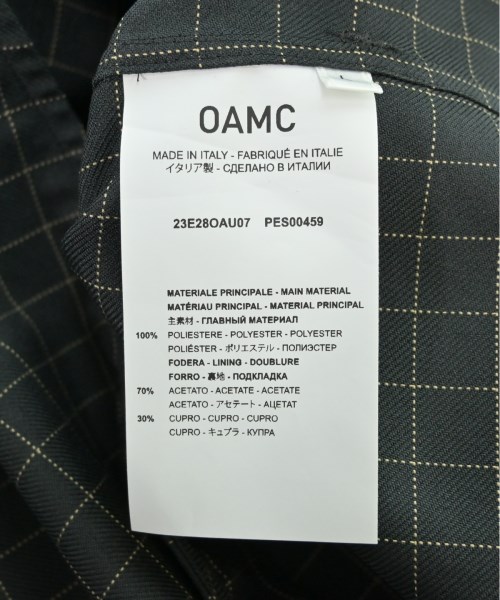 OAMC
MADE IN ITALY - FABRIQUÉ EN ITALIE
イタリア製 - СДЕЛАНО В ИТАЛИИ
23E28OAU07 PES00459
MATERIALE PRINCIPALE - MAIN MATERIAL
MATÉRIAU PRINCIPAL - MATERIAL PRINCIPAL
主素材 - ГЛАВНЫЙ МАТЕРИАЛ
100% POLIESTERE - POLYESTER - POLYESTER
POLIÉSTER - ポリエステル - ПОЛИЭСТЕР
FODERA - LINING - DOUBLURE
FORRO -裏地 - ПОДКЛАДКА
70% ACETATO - ACETATE - ACETATE
ACETATO - アセテート - АЦЕТАТ
30% CUPRO - CUPRO - CUPRO
CUPRO - キュプラ - КУПРА